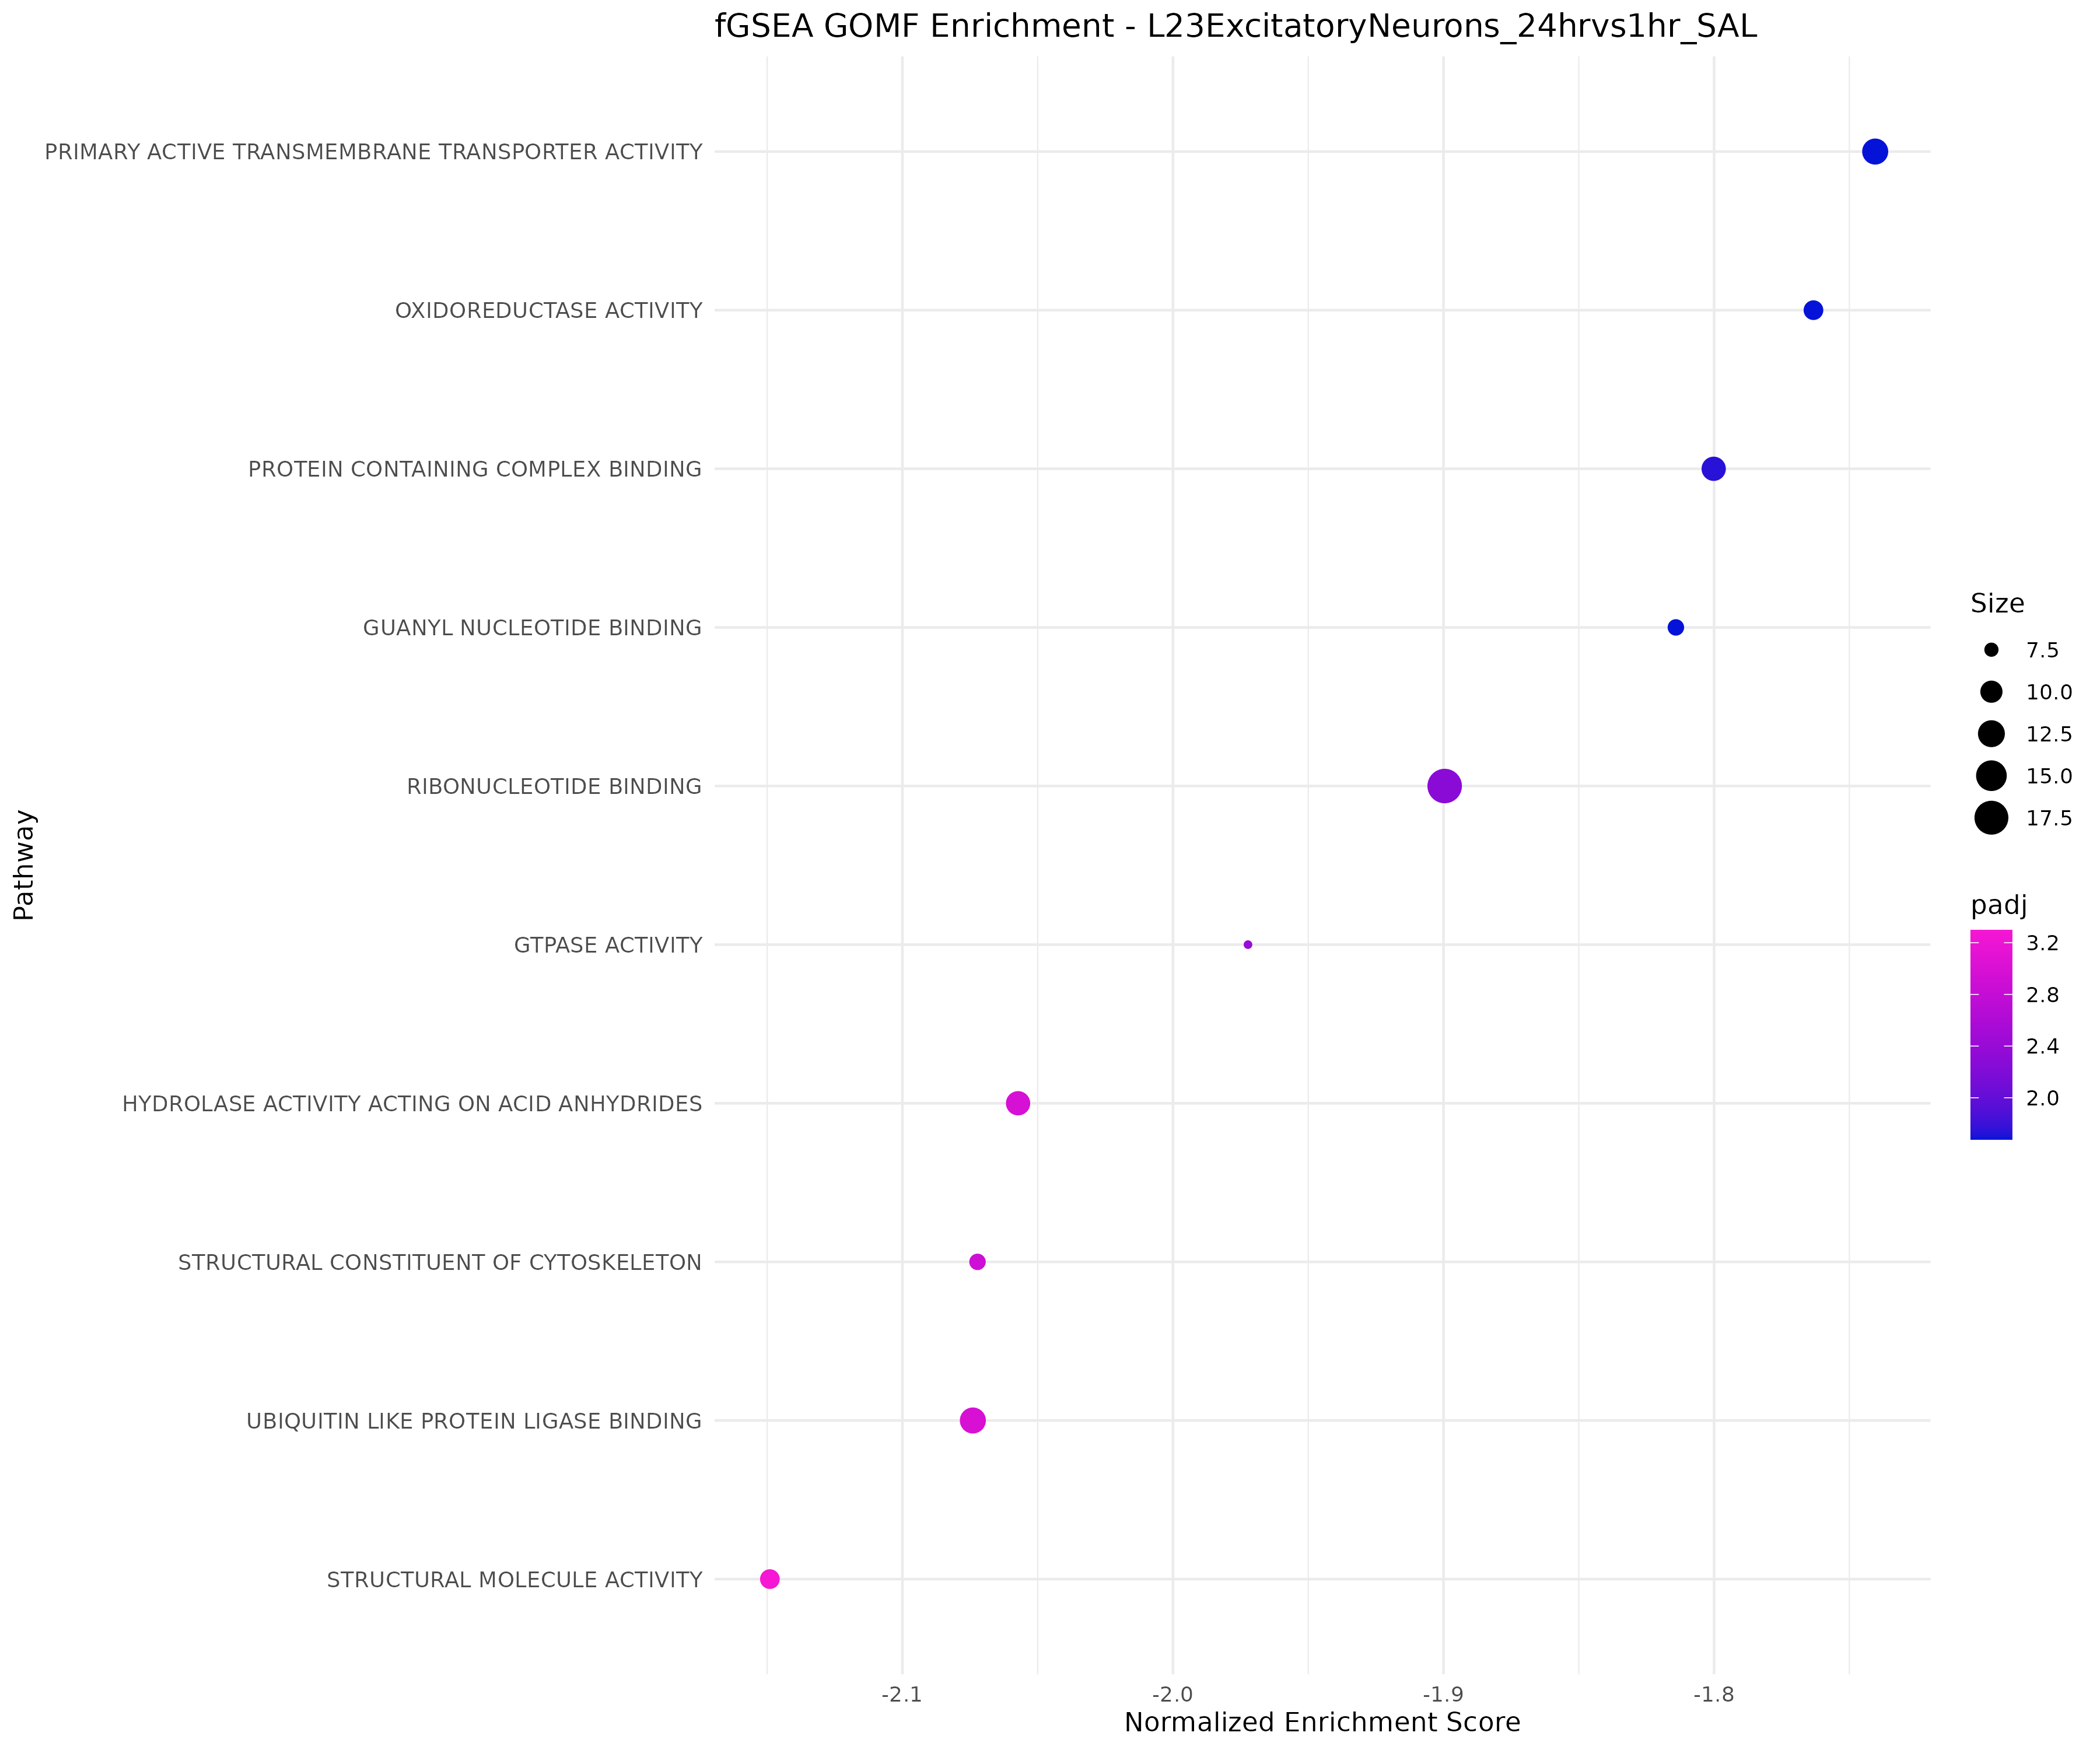 fGSEA GOMF Enrichment - L23ExcitatoryNeurons_24hrvs1hr_SAL
PRIMARY ACTIVE TRANSMEMBRANE TRANSPORTER ACTIVITY
OXIDOREDUCTASE ACTIVITY
PROTEIN CONTAINING COMPLEX BINDING
GUANYL NUCLEOTIDE BINDING
RIBONUCLEOTIDE BINDING
GTPASE ACTIVITY
HYDROLASE ACTIVITY ACTING ON ACID ANHYDRIDES
STRUCTURAL CONSTITUENT OF CYTOSKELETON
UBIQUITIN LIKE PROTEIN LIGASE BINDING
STRUCTURAL MOLECULE ACTIVITY
Pathway
-2.1
-2.0
-1.9
-1.8
Normalized Enrichment Score
Size
7.5
10.0
12.5
15.0
17.5
padj
3.2
2.8
2.4
2.0